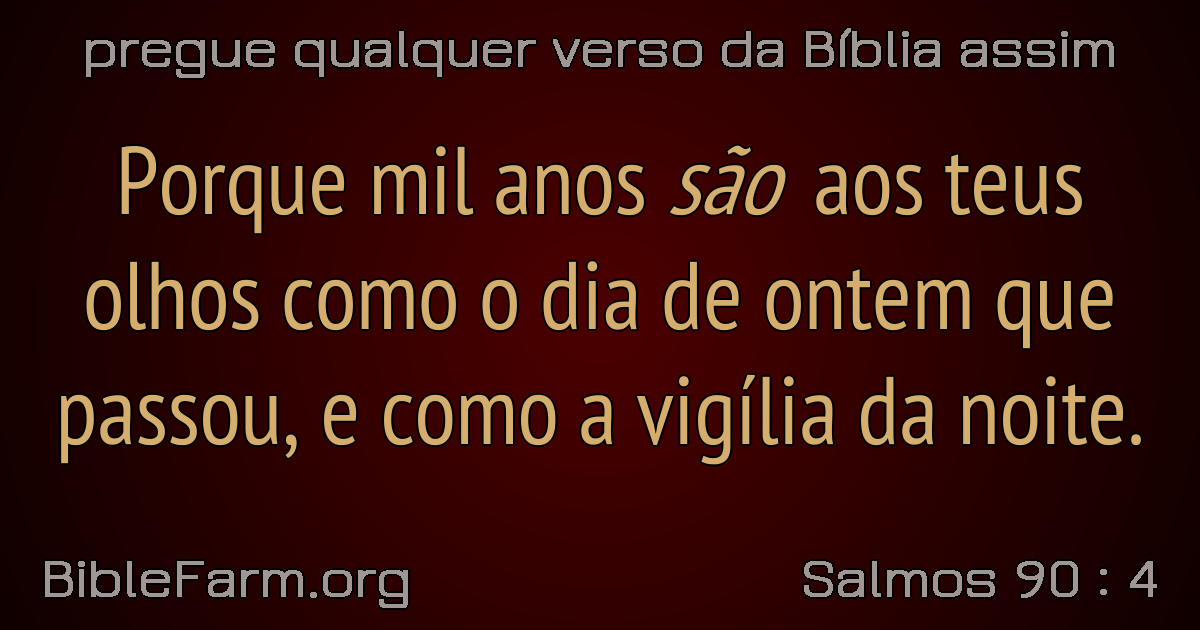 pregue qualquer verso da Bíblia assim
Porque mil anos são aos teus
olhos como o dia de ontem que
passou, e como a vigília da noite.
BibleFarm.org
Salmos 90 : 4